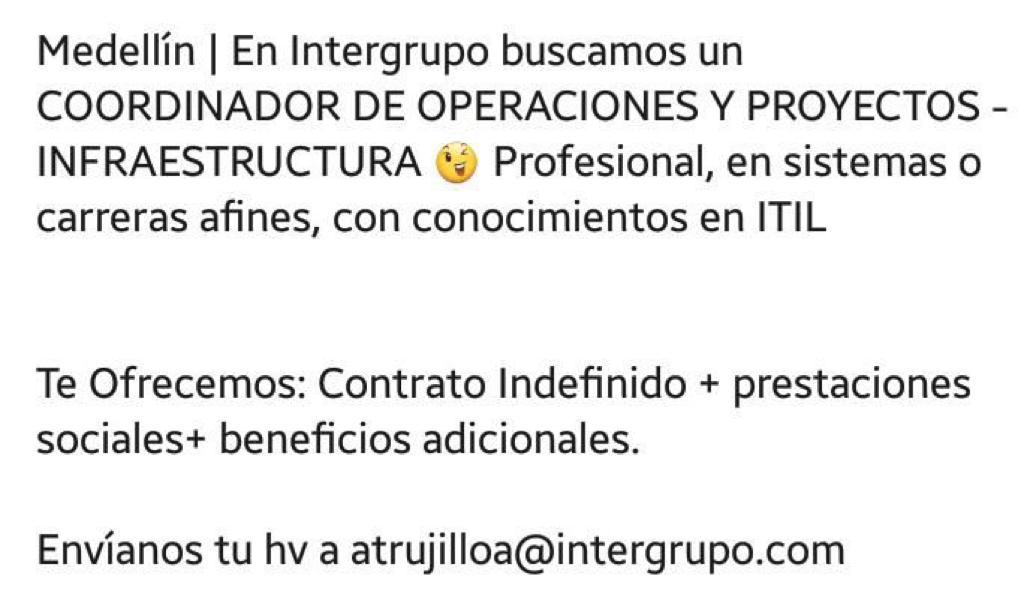 Medellín | En Intergrupo buscamos un
COORDINADOR DE OPERACIONES Y PROYECTOS -
INFRAESTRUCTURA 😉 Profesional, en sistemas o
carreras afines, con conocimientos en ITIL
Te Ofrecemos: Contrato Indefinido + prestaciones
sociales+ beneficios adicionales.
Envíanos tu hv a atrujilloa@intergrupo.com